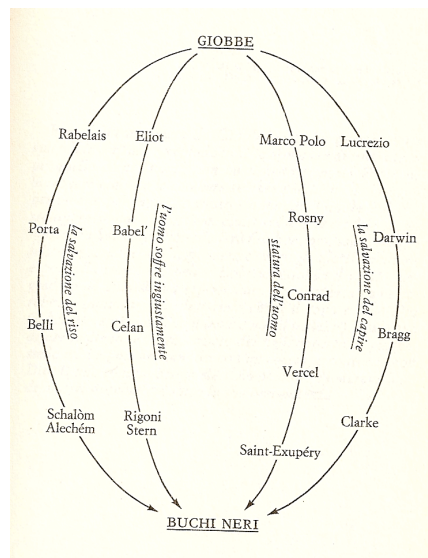 GIOBBE
Rabelais
Eliot
Marco Polo
Lucrezio
Porta
Babel'
Rosny
Darwin
la salvazione del riso
l'uomo soffre ingiustamente
statura dell'uomo
la salvazione del capire
Belli
Celan
Conrad
Bragg
Vercel
Schalòm
Alechém
Rigoni
Stern
Saint-Exupéry
Clarke
BUCHI NERI